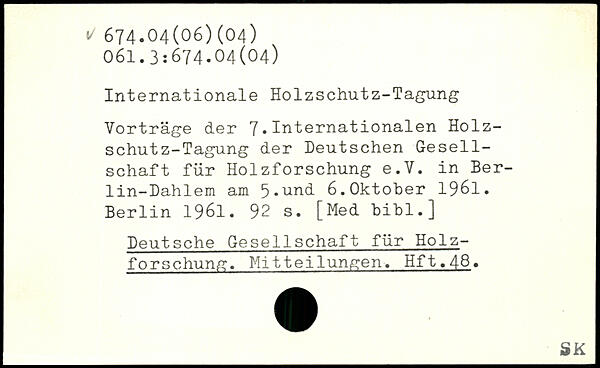 ✓ 674.04(06)(04)
061.3:674.04(04)
Internationale Holzschutz-Tagung
Vorträge der 7.Internationalen Holz-
schutz-Tagung der Deutschen Gesell-
schaft für Holzforschung e.V. in Ber-
lin-Dahlem am 5.und 6.Oktober 1961.
Berlin 1961. 92 s. [Med bibl.]
Deutsche Gesellschaft für Holz-
forschung. Mitteilungen. Hft.48.
SK